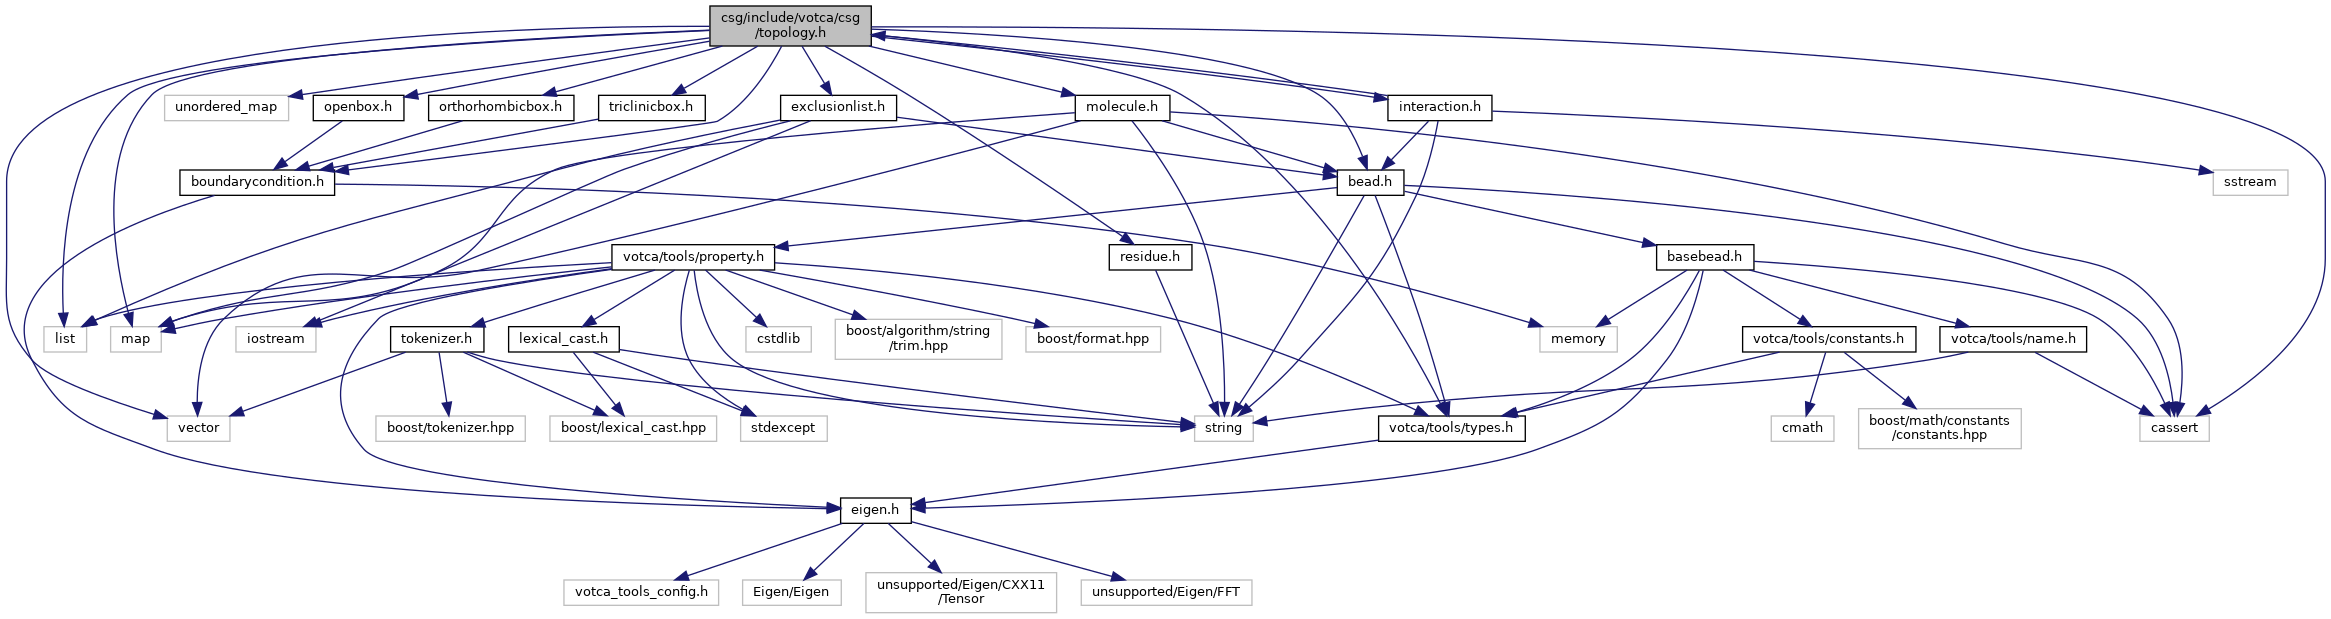 csg/include/votca/csg
/topology.h
unordered_map
openbox.h
orthorhombicbox.h
triclinicbox.h
exclusionlist.h
molecule.h
interaction.h
boundarycondition.h
bead.h
sstream
votca/tools/property.h
residue.h
basebead.h
list
map
iostream
tokenizer.h
lexical_cast.h
cstdlib
boost/algorithm/string
/trim.hpp
boost/format.hpp
memory
votca/tools/constants.h
votca/tools/name.h
vector
boost/tokenizer.hpp
boost/lexical_cast.hpp
stdexcept
string
votca/tools/types.h
cmath
boost/math/constants
/constants.hpp
cassert
eigen.h
votca_tools_config.h
Eigen/Eigen
unsupported/Eigen/CXX11
/Tensor
unsupported/Eigen/FFT